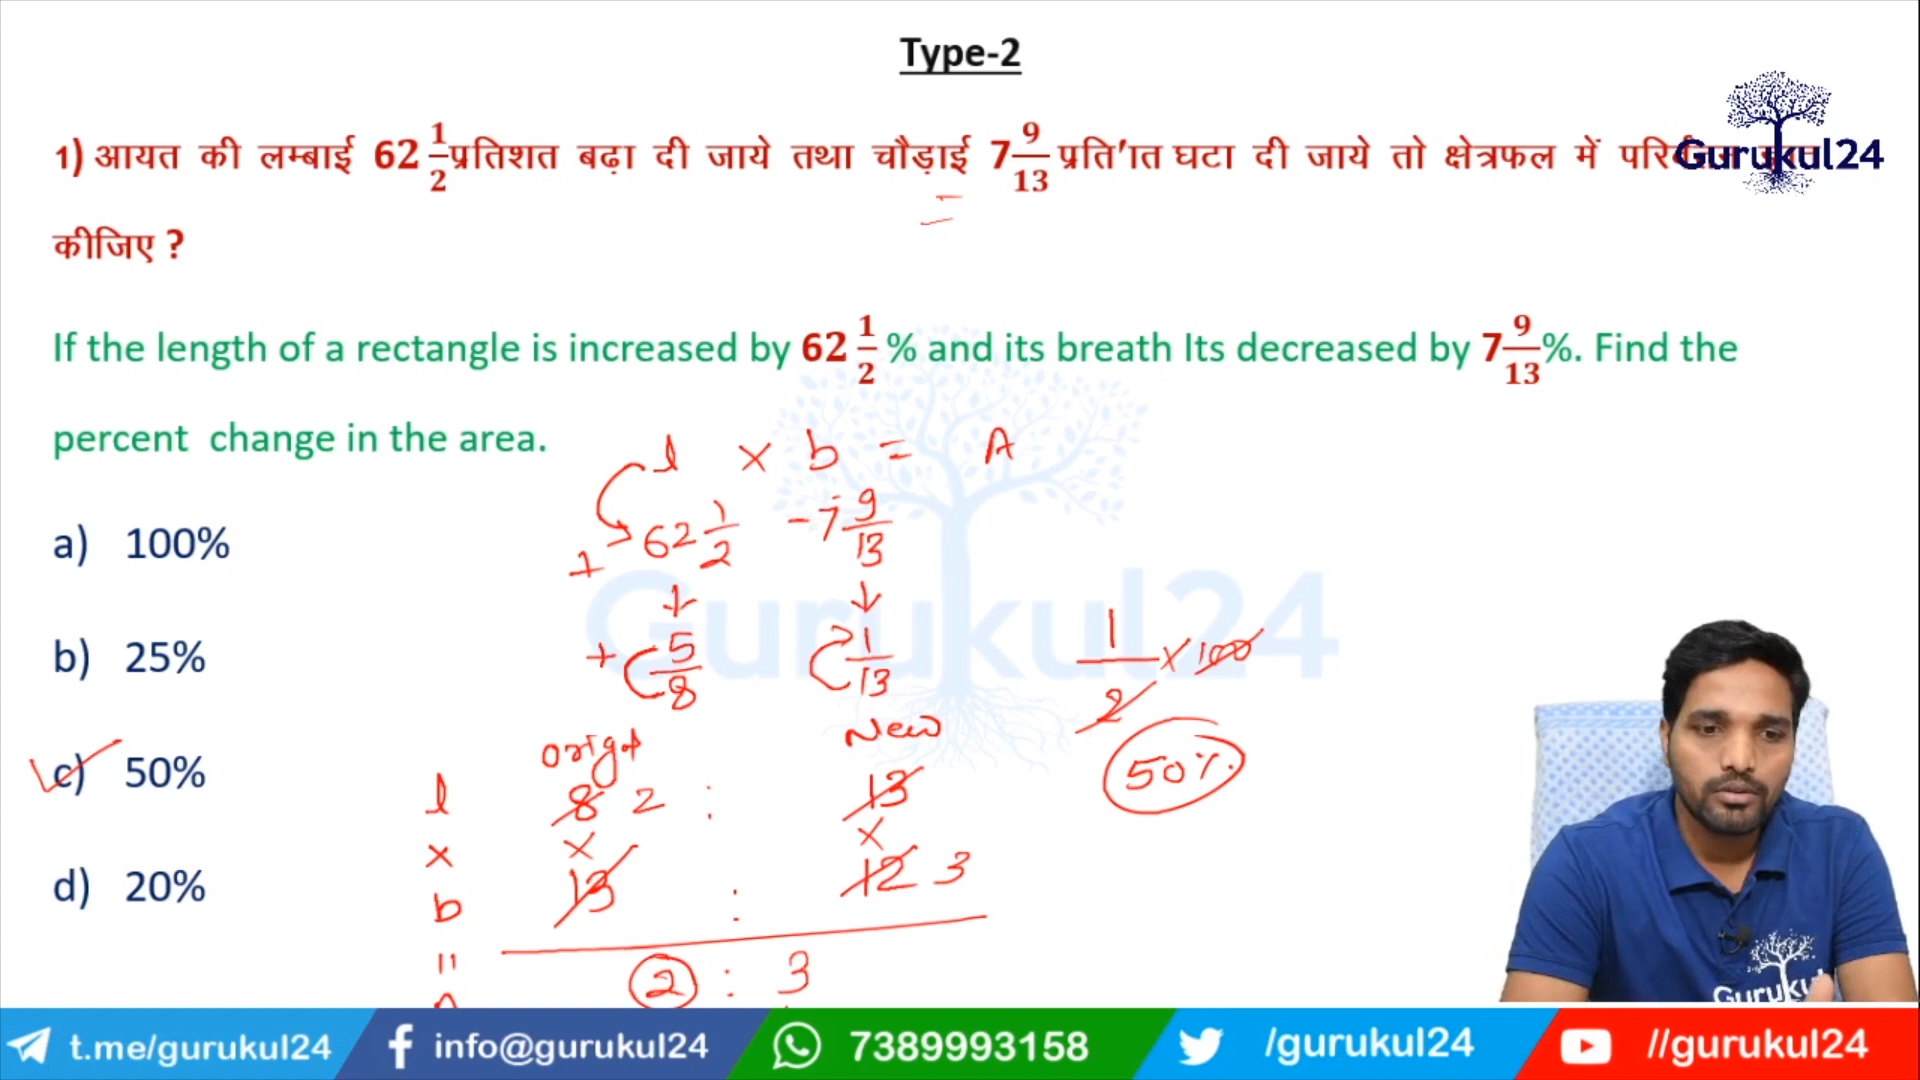 Type-2
Gurukul24
1) आयत की लम्बाई 62 1/2 प्रतिशत बढ़ा दी जाये तथा चौड़ाई 7 9/13 प्रति'ात घटा दी जाये तो क्षेत्रफल में
कीजिए ?
If the length of a rectangle is increased by 62 1/2 % and its breath Its decreased by 7 9/13 %. Find the
percent change in the area.
l × b = A
+ 62 1/2 - 7 9/13
a) 100%
+ 5/8 1/13
1/2 × 100
b) 25%
New
50%
c) 50%
l 8 2 : 13
× × ×
b 13 : 12 3
d) 20%
= 2 : 3
Gurukul24
t.me/gurukul24 info@gurukul24 7389993158 /gurukul24 //gurukul24